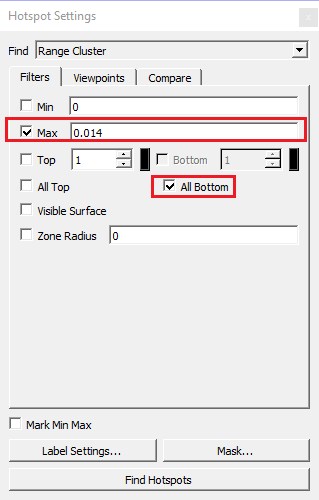 Hotspot Settings
Find Range Cluster
Filters Viewpoints Compare
Min 0
Max 0.014
Top 1 Bottom 1
All Top All Bottom
Visible Surface
Zone Radius 0
Mark Min Max
Label Settings... Mask...
Find Hotspots